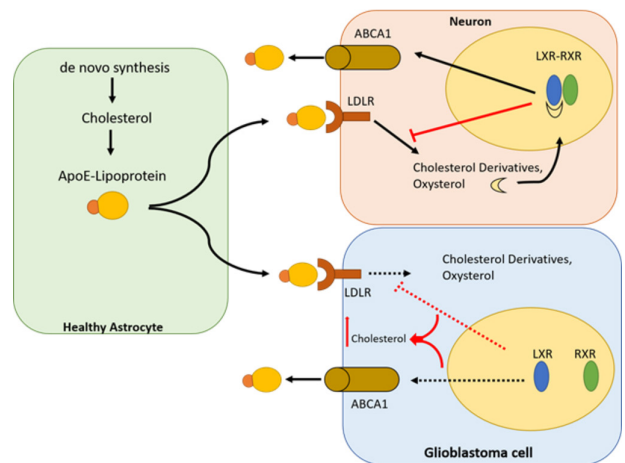 de novo synthesis
Cholesterol
ApoE-Lipoprotein
Healthy Astrocyte
Neuron
ABCA1
LXR-RXR
LDLR
Cholesterol Derivatives,
Oxysterol
Cholesterol Derivatives,
Oxysterol
LDLR
Cholesterol
LXR RXR
ABCA1
Glioblastoma cell